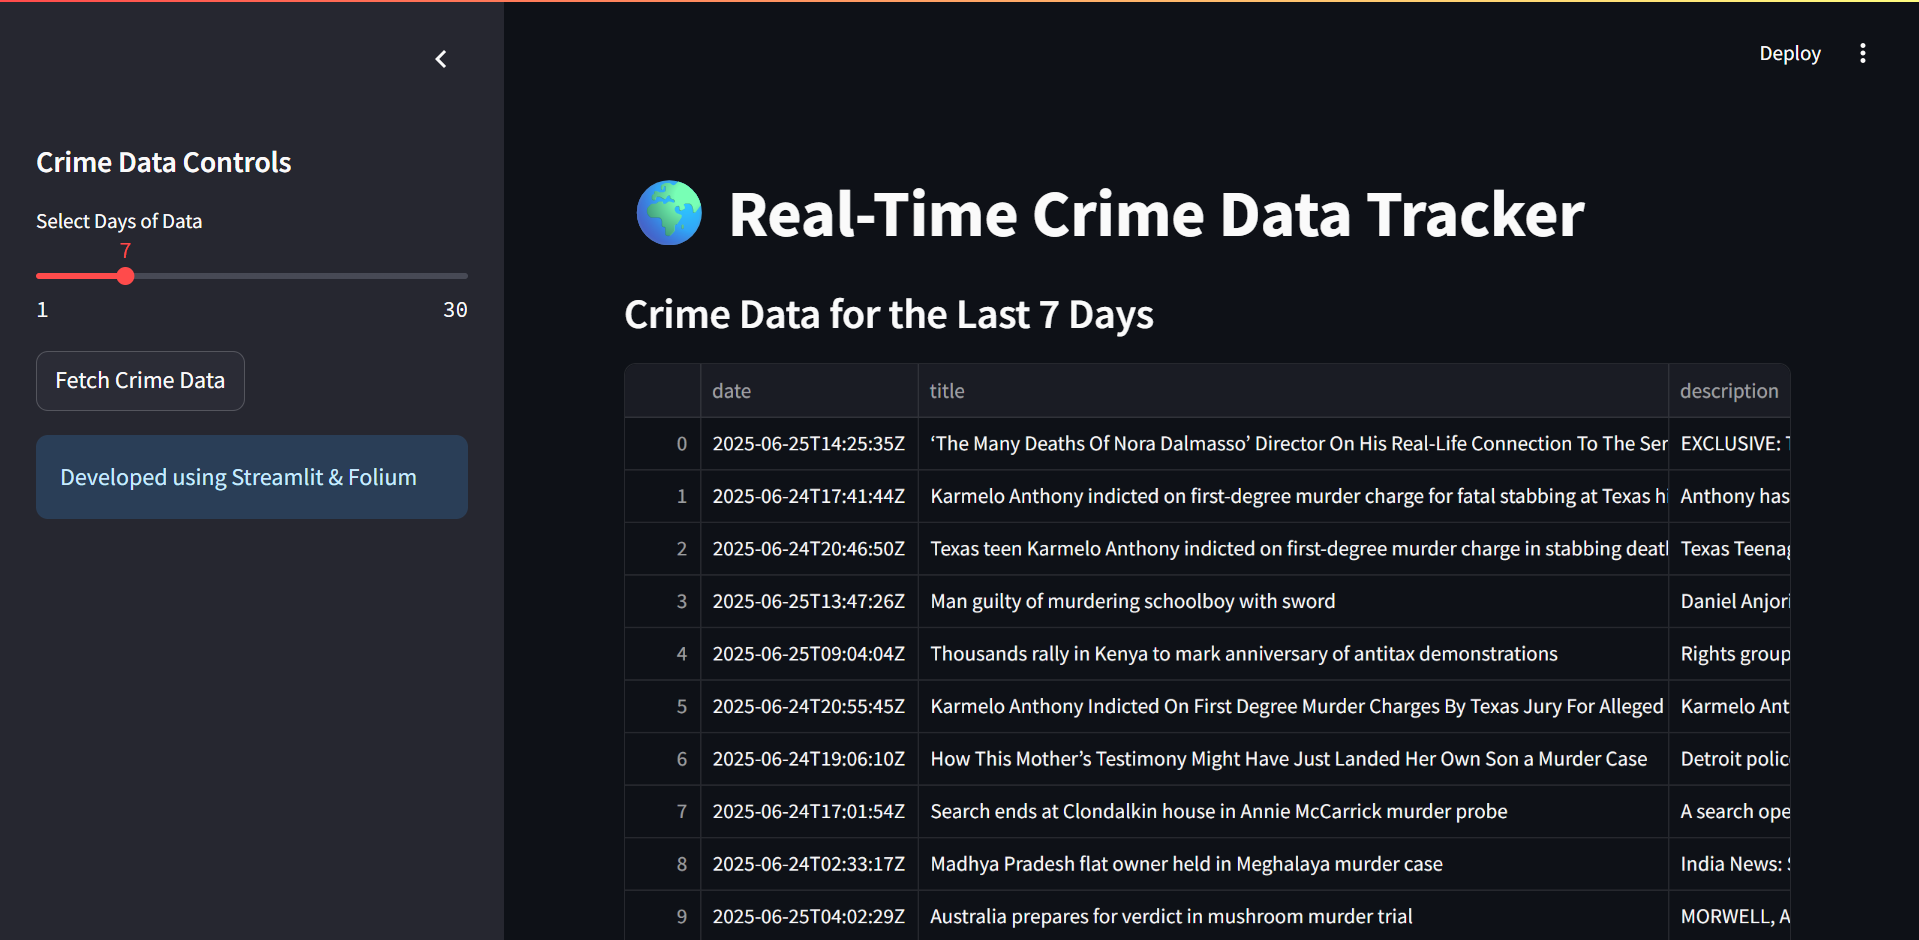 Deploy
Crime Data Controls
Select Days of Data
7
1 30
Fetch Crime Data
Developed using Streamlit & Folium
Real-Time Crime Data Tracker
Crime Data for the Last 7 Days
date title description
0 2025-06-25T14:25:35Z ‘The Many Deaths Of Nora Dalmasso’ Director On His Real-Life Connection To The Ser EXCLUSIVE:
1 2025-06-24T17:41:44Z Karmelo Anthony indicted on first-degree murder charge for fatal stabbing at Texas hi Anthony has
2 2025-06-24T20:46:50Z Texas teen Karmelo Anthony indicted on first-degree murder charge in stabbing deat Texas Teenag
3 2025-06-25T13:47:26Z Man guilty of murdering schoolboy with sword Daniel Anjori
4 2025-06-25T09:04:04Z Thousands rally in Kenya to mark anniversary of antitax demonstrations Rights group
5 2025-06-24T20:55:45Z Karmelo Anthony Indicted On First Degree Murder Charges By Texas Jury For Alleged Karmelo Ant
6 2025-06-24T19:06:10Z How This Mother’s Testimony Might Have Just Landed Her Own Son a Murder Case Detroit polic
7 2025-06-24T17:01:54Z Search ends at Clondalkin house in Annie McCarrick murder probe A search ope
8 2025-06-24T02:33:17Z Madhya Pradesh flat owner held in Meghalaya murder case India News:
9 2025-06-25T04:02:29Z Australia prepares for verdict in mushroom murder trial MORWELL, A